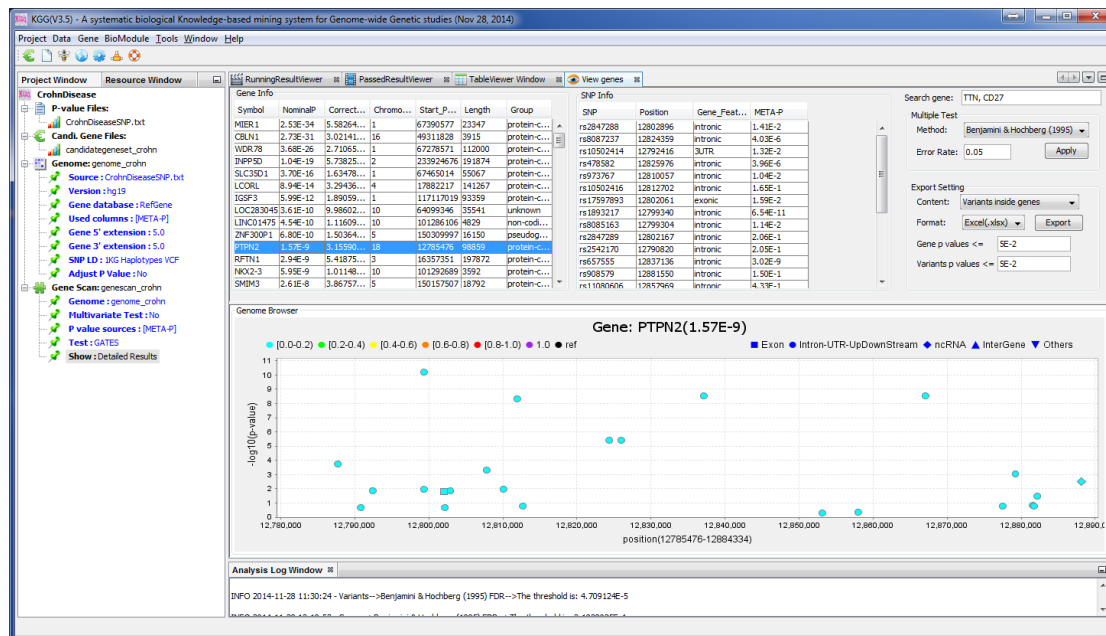 KGG(V3.5) - A systematic biological Knowledge-based mining system for Genome-wide Genetic studies (Nov 28, 2014)
Project Data Gene BioModule Tools Window Help
Project Window Resource Window
CrohnDisease
P-value Files:
CrohnDiseaseSNP.txt
Candi. Gene Files:
candidategeneset_crohn
Genome: genome_crohn
Source : CrohnDiseaseSNP.txt
Version : hg19
Gene database : RefGene
Used columns : [META-P]
Gene 5' extension : 5.0
Gene 3' extension : 5.0
SNP LD : 1KG Haplotypes VCF
Adjust P Value : No
Gene Scan: genescan_crohn
Genome : genome_crohn
Multivariate Test : No
P value sources : [META-P]
Test : GATES
Show : Detailed Results
RunningResultViewer PassedResultViewer TableViewer Window View genes
Gene Info
Symbol NominalP Correct... Chromo... Start_P... Length Group
MIER1 2.53E-34 5.58264... 1 67390577 23347 protein-c...
CBLN1 2.73E-31 3.02141... 16 49311828 3915 protein-c...
WDR78 3.68E-26 2.71065... 1 67278571 112000 protein-c...
INPP5D 1.04E-19 5.73825... 2 233924676 191874 protein-c...
SLC35D1 3.70E-16 1.63478... 1 67465014 55067 protein-c...
LCORL 8.94E-14 3.29436... 4 17882217 141267 protein-c...
IGSF3 5.99E-12 1.89059... 1 117117019 93359 protein-c...
LOC283045 3.61E-10 9.98602... 10 64099346 35541 unknown
LINC01475 4.54E-10 1.11609... 10 101286106 4829 non-codi...
ZNF300P1 6.80E-10 1.50364... 5 150309997 16150 pseudog...
PTPN2 1.57E-9 3.15590... 18 12785476 98859 protein-c...
RFTN1 2.94E-9 5.41875... 3 16357351 197872 protein-c...
NKX2-3 5.95E-9 1.01148... 10 101292689 3592 protein-c...
SMIM3 2.61E-8 3.86757... 5 150157507 18792 protein-c...
SNP Info
SNP Position Gene_Feat... META-P
rs2847288 12802896 intronic 1.41E-2
rs8087237 12824359 intronic 4.03E-6
rs10502414 12792416 3UTR 1.32E-2
rs478582 12825976 intronic 3.96E-6
rs973767 12810057 intronic 1.04E-2
rs10502416 12812702 intronic 1.65E-1
rs17597893 12802061 exonic 1.59E-2
rs1893217 12799340 intronic 6.54E-11
rs8085163 12799304 intronic 1.14E-2
rs2847289 12802167 intronic 2.06E-1
rs2542170 12790820 intronic 2.05E-1
rs657555 12837136 intronic 3.02E-9
rs908579 12881550 intronic 1.50E-1
rs11080606 12857969 intronic 4.33E-1
Search gene: TTN, CD27
Multiple Test
Method: Benjamini & Hochberg (1995)
Error Rate: 0.05 Apply
Export Setting
Content: Variants inside genes
Format: Excel(.xlsx) Export
Gene p values <= 5E-2
Variants p values <= 5E-2
Genome Browser
Gene: PTPN2(1.57E-9)
[0.0-0.2) [0.2-0.4) [0.4-0.6) [0.6-0.8) [0.8-1.0) 1.0 ref Exon Intron-UTR-UpDownStream ncRNA InterGene Others
-log10(p-value)
11
10
9
8
7
6
5
4
3
2
1
0
12,780,000 12,790,000 12,800,000 12,810,000 12,820,000 12,830,000 12,840,000 12,850,000 12,860,000 12,870,000 12,880,000
position(12785476-12884334)
Analysis Log Window
INFO 2014-11-28 11:30:24 - Variants-->Benjamini & Hochberg (1995) FDR-->The threshold is: 4.709124E-5